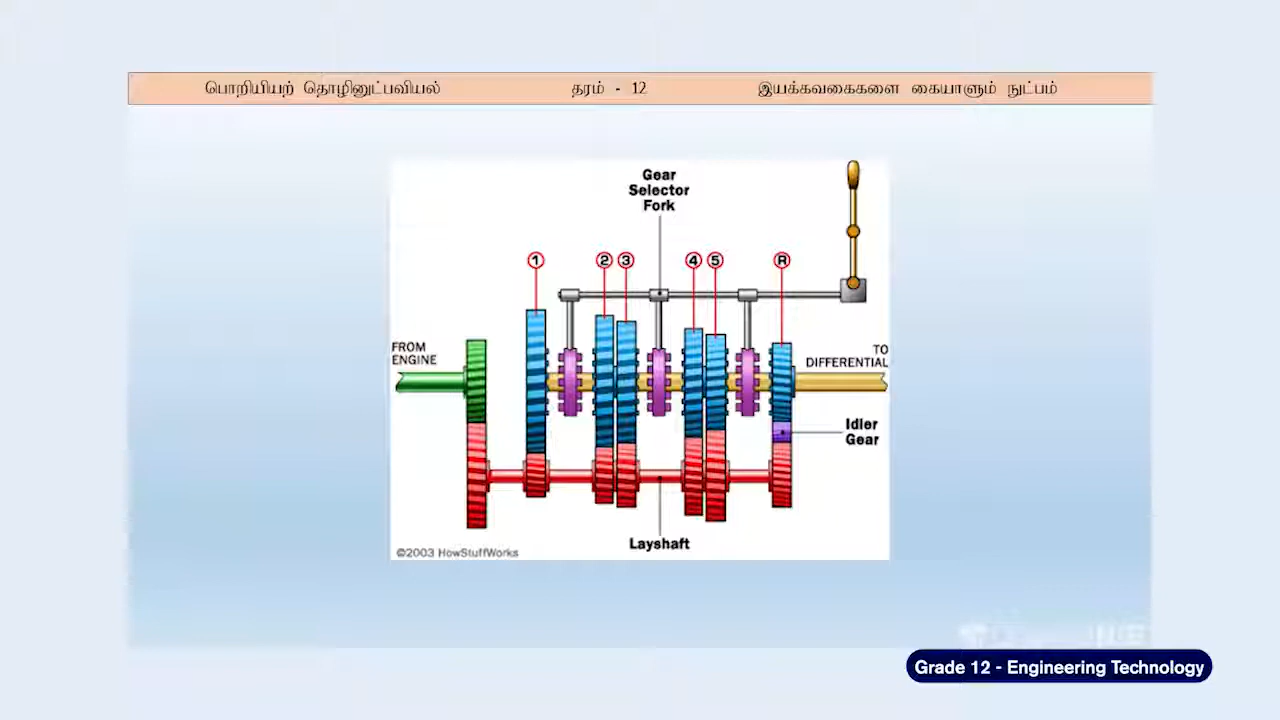 பொறியியற் தொழினுட்பவியல் தரம் - 12 இயக்கவகைகளை கையாளும் நுட்பம்
Gear
Selector
Fork
1 2 3 4 5 R
FROM
ENGINE
TO
DIFFERENTIAL
Idler
Gear
Layshaft
©2003 HowStuffWorks
Grade 12 - Engineering Technology